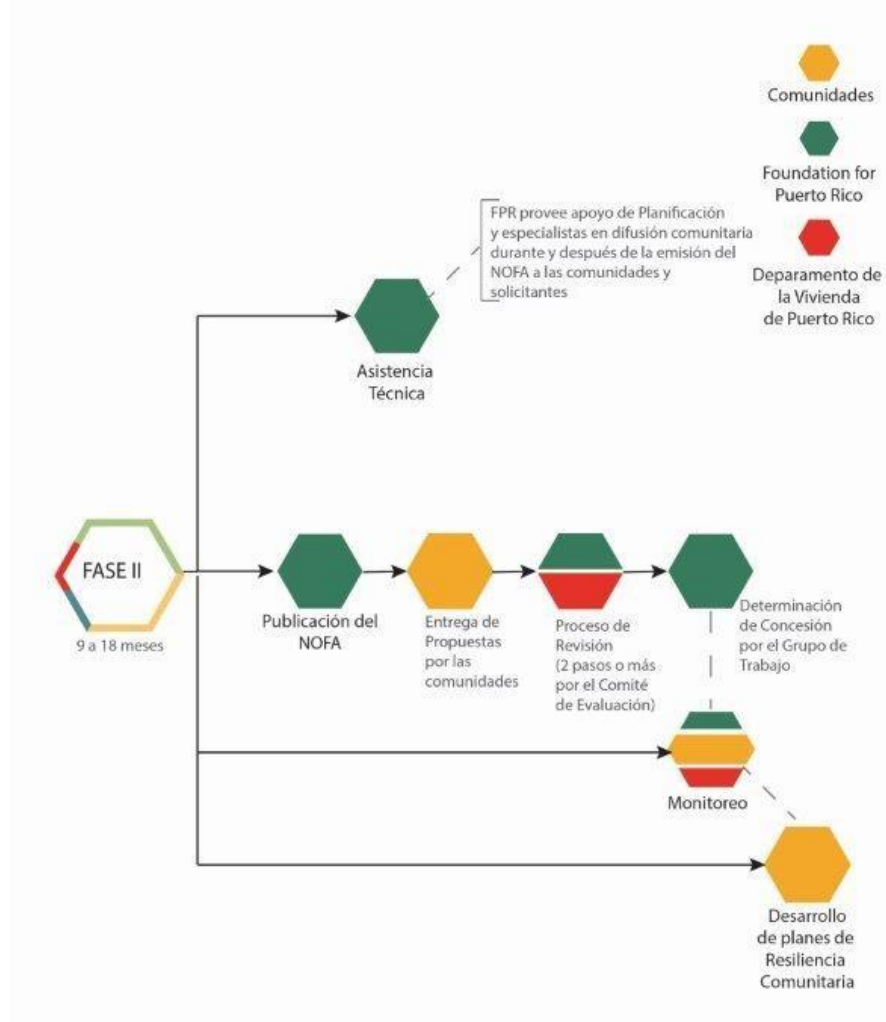 Comunidades
Foundation for
Puerto Rico
Deparamento de
la Vivienda
de Puerto Rico
FPR provee apoyo de Planificación
y especialistas en difusión comunitaria
durante y después de la emisión del
NOFA a las comunidades y
solicitantes
Asistencia
Técnica
FASE II
9 a 18 meses
Publicación del
NOFA
Entrega de
Propuestas
por las
comunidades
Proceso de
Revisión
(2 pasos o más
por el Comité
de Evaluación)
Determinación
de Concesión
por el Grupo de
Trabajo
Monitoreo
Desarrollo
de planes de
Resiliencia
Comunitaria